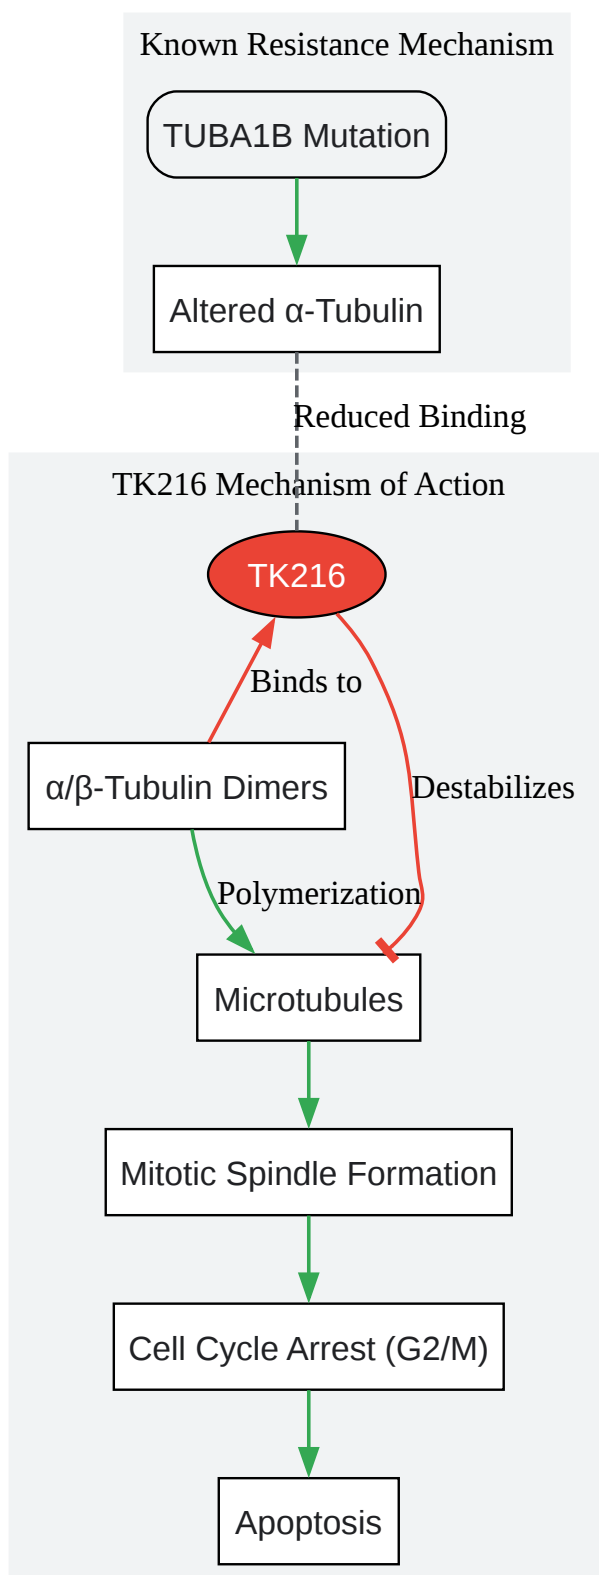 Known Resistance Mechanism
TUBA1B Mutation
Altered α-Tubulin
Reduced Binding
TK216 Mechanism of Action
TK216
Binds to
α/β-Tubulin Dimers
Destabilizes
Polymerization
Microtubules
Mitotic Spindle Formation
Cell Cycle Arrest (G2/M)
Apoptosis